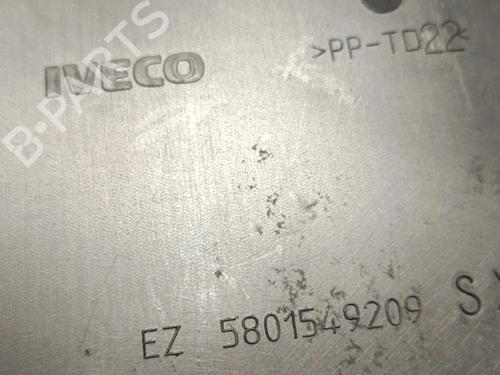 IVECO
>PP-TD22<
B-PARTS
EZ 5801549209 S